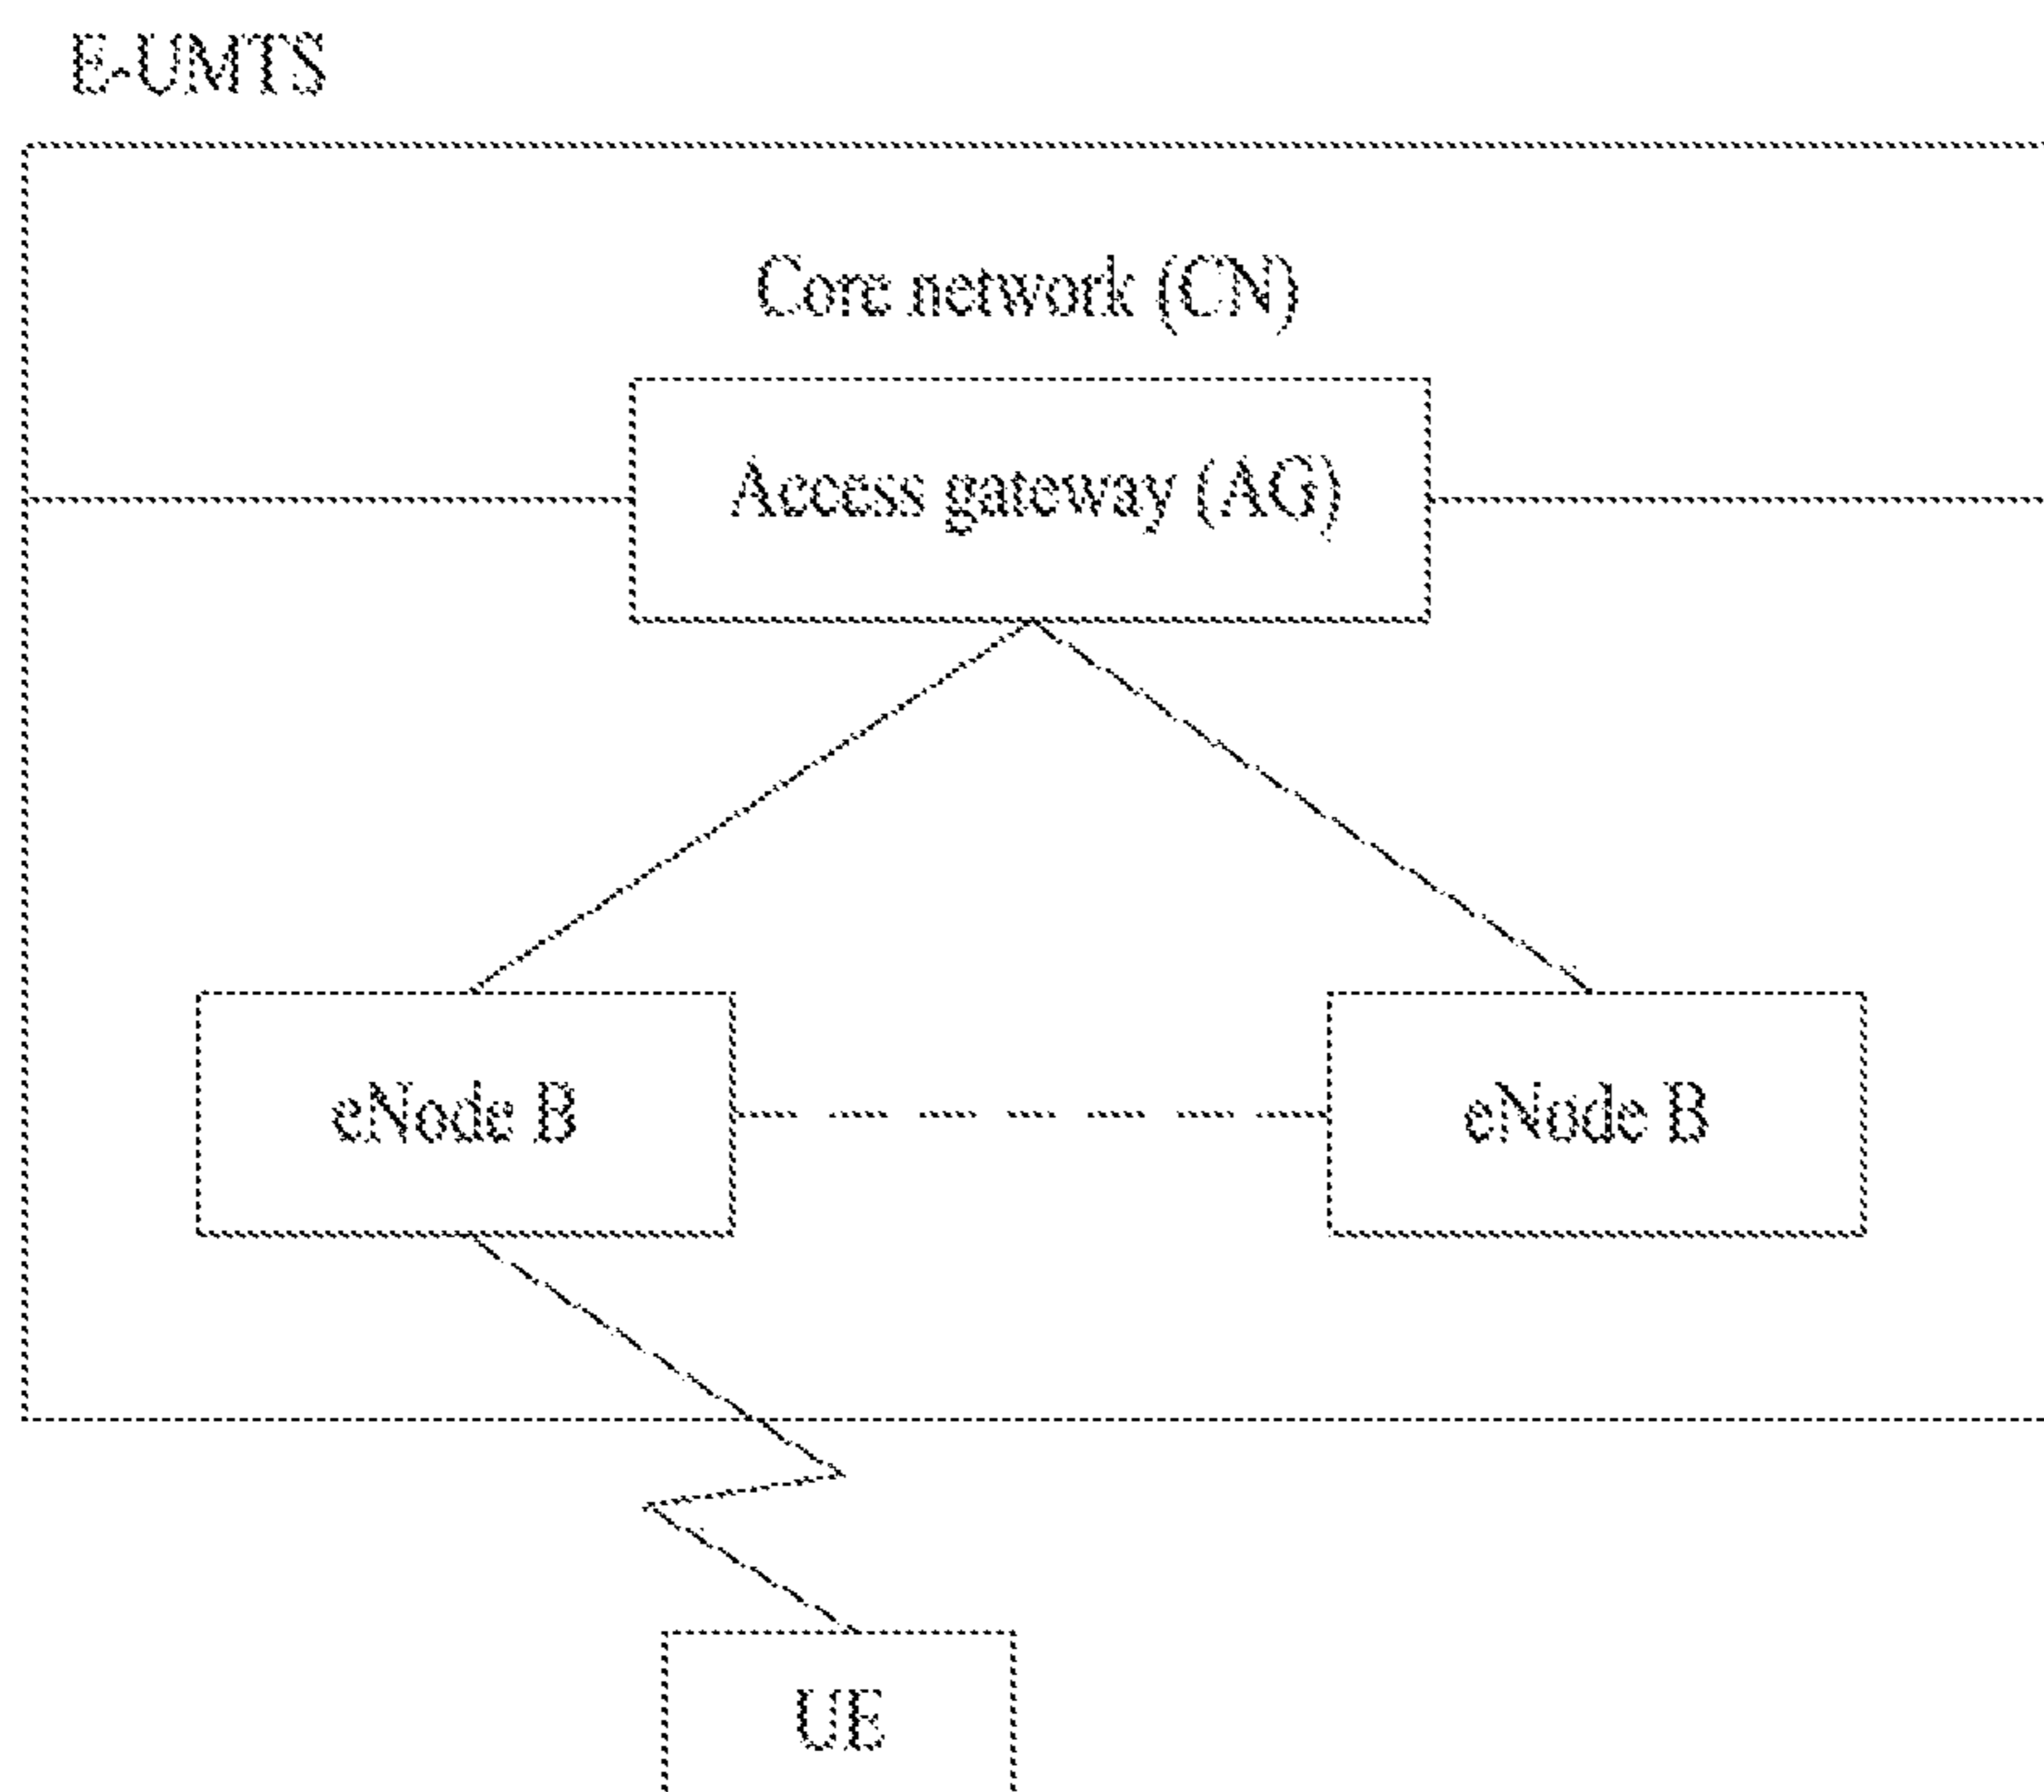 E-UMTS
Core network (CN)
Access gateway (AG)
eNode B
eNode B
UE